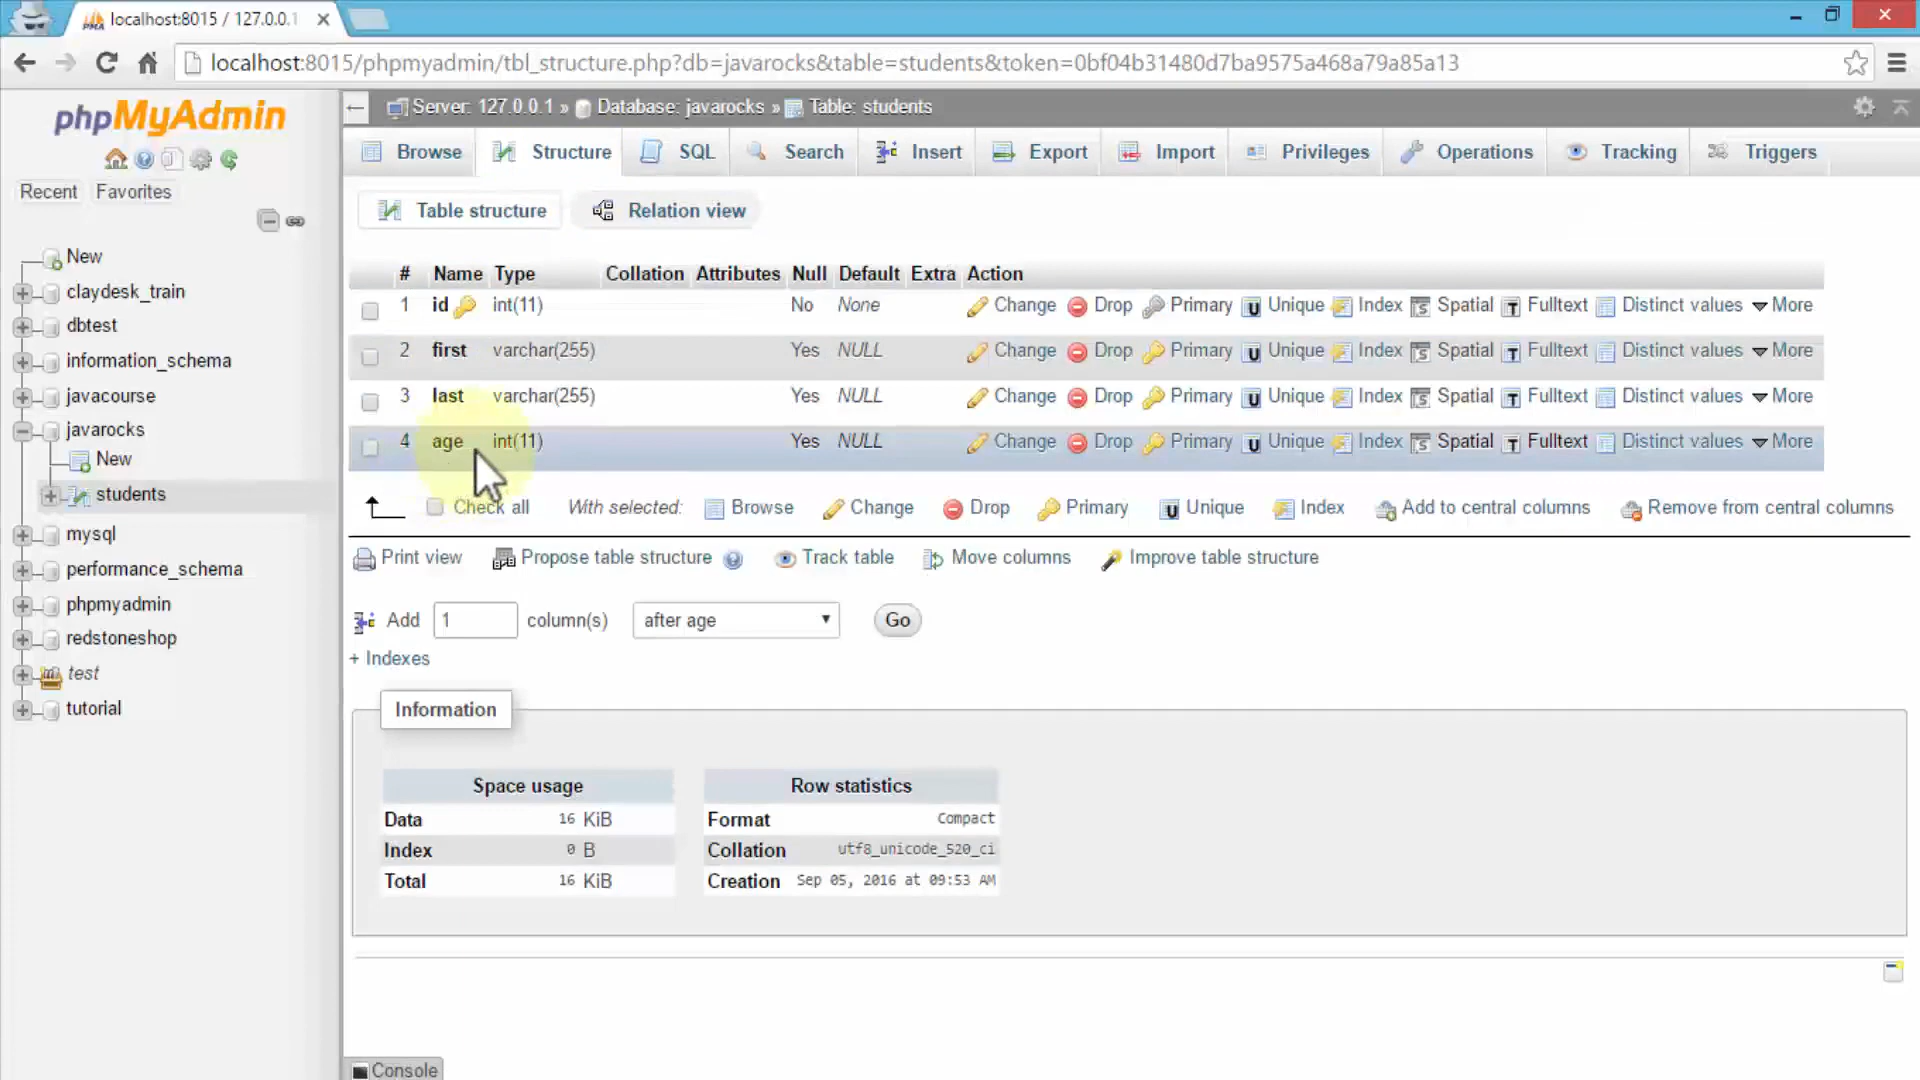 localhost:8015 / 127.0.0.1
localhost:8015/phpmyadmin/tbl_structure.php?db=javarocks&table=students&token=0bf04b31480d7ba9575a468a79a85a13
phpMyAdmin
Recent Favorites
New
claydesk_train
dbtest
information_schema
javacourse
javarocks
New
students
mysql
performance_schema
phpmyadmin
redstoneshop
test
tutorial
Server: 127.0.0.1 » Database: javarocks » Table: students
Browse Structure SQL Search Insert Export Import Privileges Operations Tracking Triggers
Table structure Relation view
# Name Type Collation Attributes Null Default Extra Action
1 id int(11) No None Change Drop Primary Unique Index Spatial Fulltext Distinct values More
2 first varchar(255) Yes NULL Change Drop Primary Unique Index Spatial Fulltext Distinct values More
3 last varchar(255) Yes NULL Change Drop Primary Unique Index Spatial Fulltext Distinct values More
4 age int(11) Yes NULL Change Drop Primary Unique Index Spatial Fulltext Distinct values More
Check all With selected: Browse Change Drop Primary Unique Index Add to central columns Remove from central columns
Print view Propose table structure Track table Move columns Improve table structure
Add 1 column(s) after age Go
+ Indexes
Information
Space usage
Data 16 KiB
Index 0 B
Total 16 KiB
Row statistics
Format Compact
Collation utf8_unicode_520_ci
Creation Sep 05, 2016 at 09:53 AM
Console